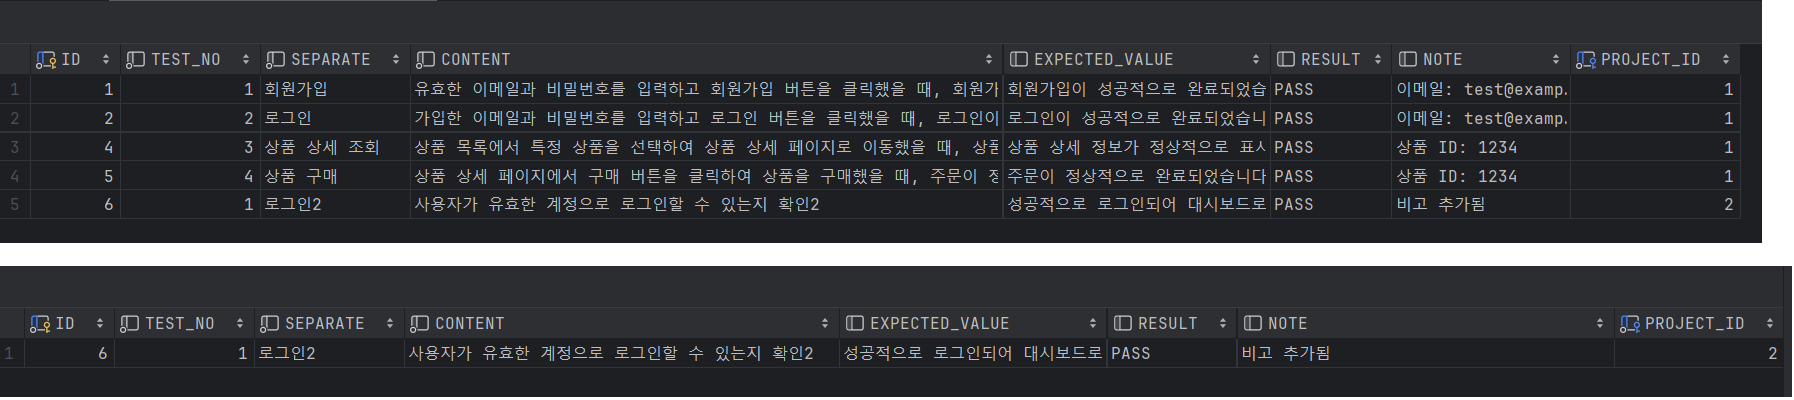 ID TEST_NO SEPARATE CONTENT EXPECTED_VALUE RESULT NOTE PROJECT_ID
1 1 1 회원가입 유효한 이메일과 비밀번호를 입력하고 회원가입 버튼을 클릭했을 때, 회원가 회원가입이 성공적으로 완료되었습 PASS 이메일: test@examp. 1
2 2 2 로그인 가입한 이메일과 비밀번호를 입력하고 로그인 버튼을 클릭했을 때, 로그인이 로그인이 성공적으로 완료되었습니 PASS 이메일: test@examp. 1
3 4 3 상품 상세 조회 상품 목록에서 특정 상품을 선택하여 상품 상세 페이지로 이동했을 때, 상품 상품 상세 정보가 정상적으로 표시 PASS 상품 ID: 1234 1
4 5 4 상품 구매 상품 상세 페이지에서 구매 버튼을 클릭하여 상품을 구매했을 때, 주문이 정 주문이 정상적으로 완료되었습니다 PASS 상품 ID: 1234 1
5 6 1 로그인2 사용자가 유효한 계정으로 로그인할 수 있는지 확인2 성공적으로 로그인되어 대시보드로 PASS 비고 추가됨 2
ID TEST_NO SEPARATE CONTENT EXPECTED_VALUE RESULT NOTE PROJECT_ID
1 6 1 로그인2 사용자가 유효한 계정으로 로그인할 수 있는지 확인2 성공적으로 로그인되어 대시보드로 PASS 비고 추가됨 2